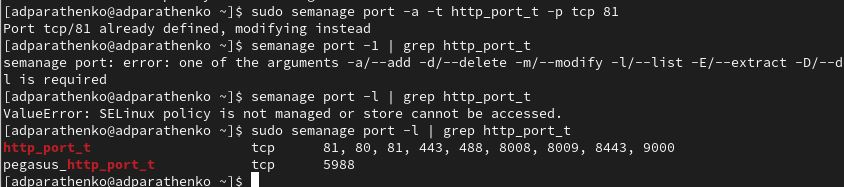 [adparathenko@adparathenko ~]$ sudo semanage port -a -t http_port_t -p tcp 81
Port tcp/81 already defined, modifying instead
[adparathenko@adparathenko ~]$ semanage port -1 | grep http_port_t
semanage port: error: one of the arguments -a/--add -d/--delete -m/--modify -l/--list -E/--extract -D/--d
l is required
[adparathenko@adparathenko ~]$ semanage port -l | grep http_port_t
ValueError: SELinux policy is not managed or store cannot be accessed.
[adparathenko@adparathenko ~]$ sudo semanage port -l | grep http_port_t
http_port_t tcp 81, 80, 81, 443, 488, 8008, 8009, 8443, 9000
pegasus_http_port_t tcp 5988
[adparathenko@adparathenko ~]$